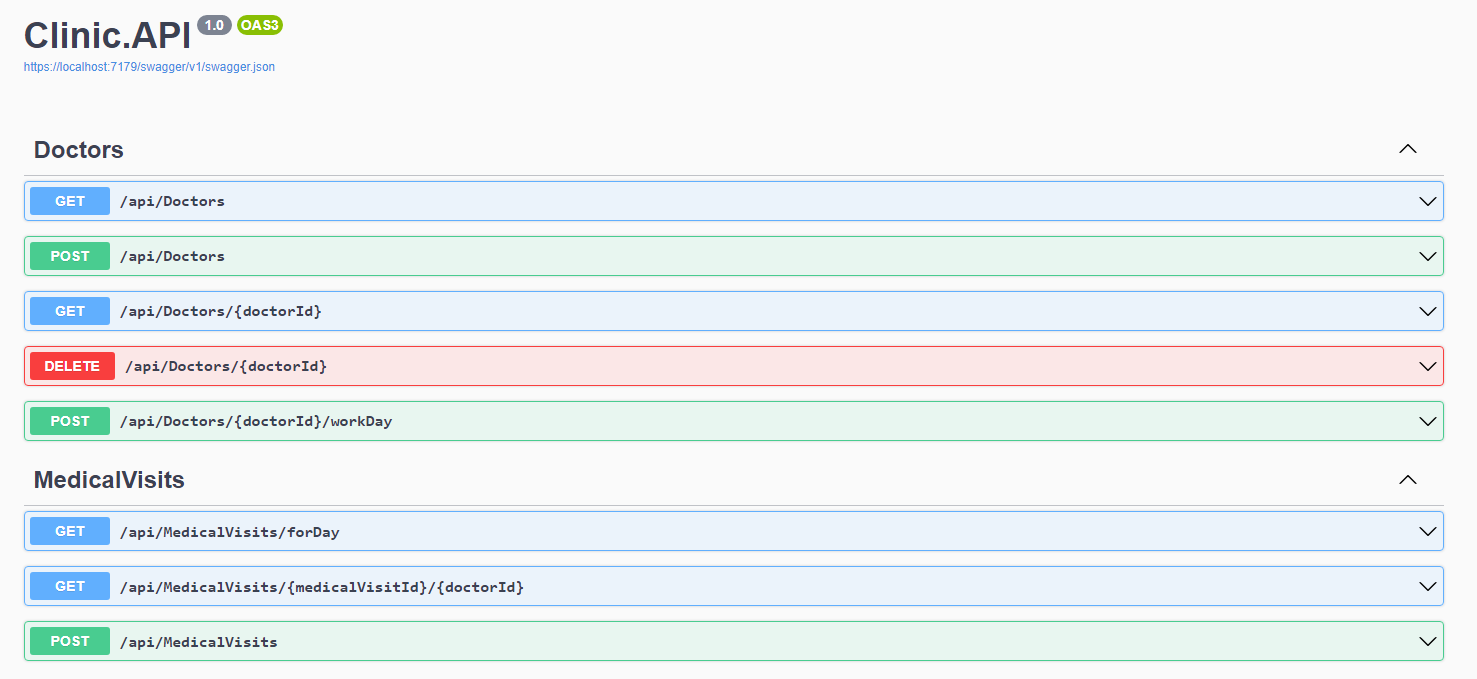 Clinic.API 1.0 OAS3
https://localhost:7179/swagger/v1/swagger.json
Doctors
GET /api/Doctors
POST /api/Doctors
GET /api/Doctors/{doctorId}
DELETE /api/Doctors/{doctorId}
POST /api/Doctors/{doctorId}/workDay
MedicalVisits
GET /api/MedicalVisits/forDay
GET /api/MedicalVisits/{medicalVisitId}/{doctorId}
POST /api/MedicalVisits